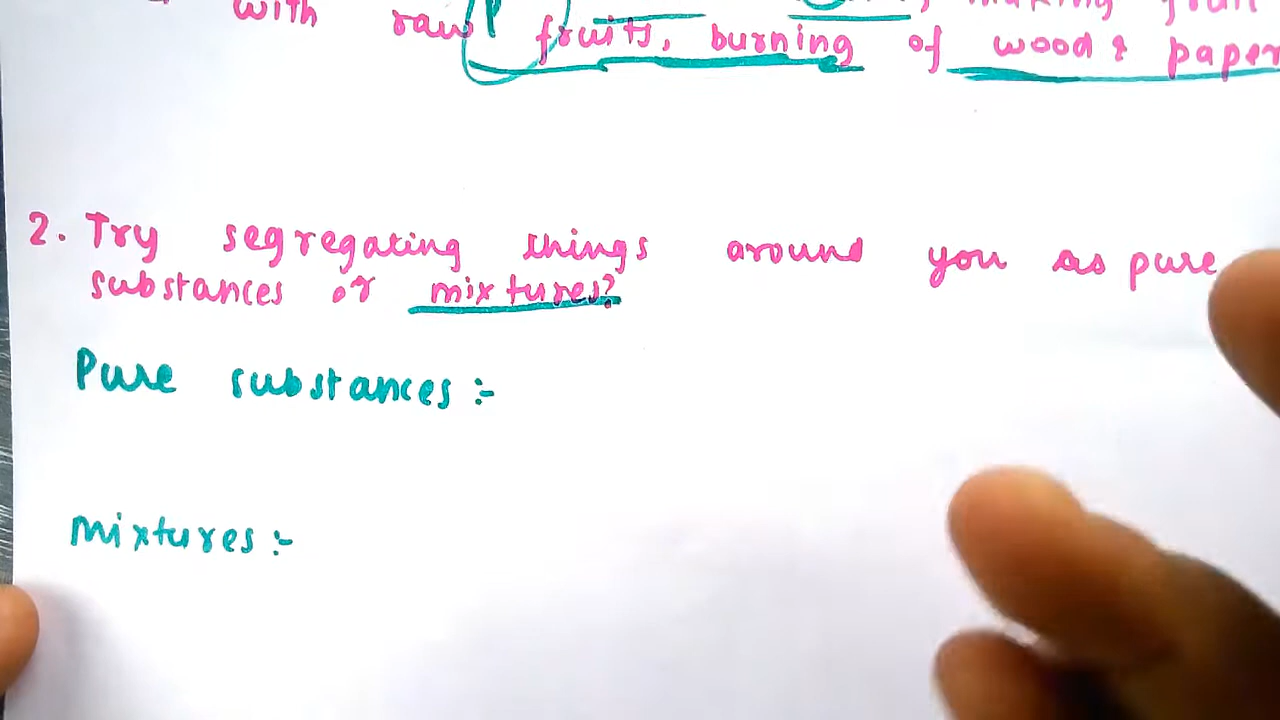 with raw fruits, burning of wood & paper
2. Try segregating things around you as pure
substances or mixtures?
Pure substances :-
Mixtures :-